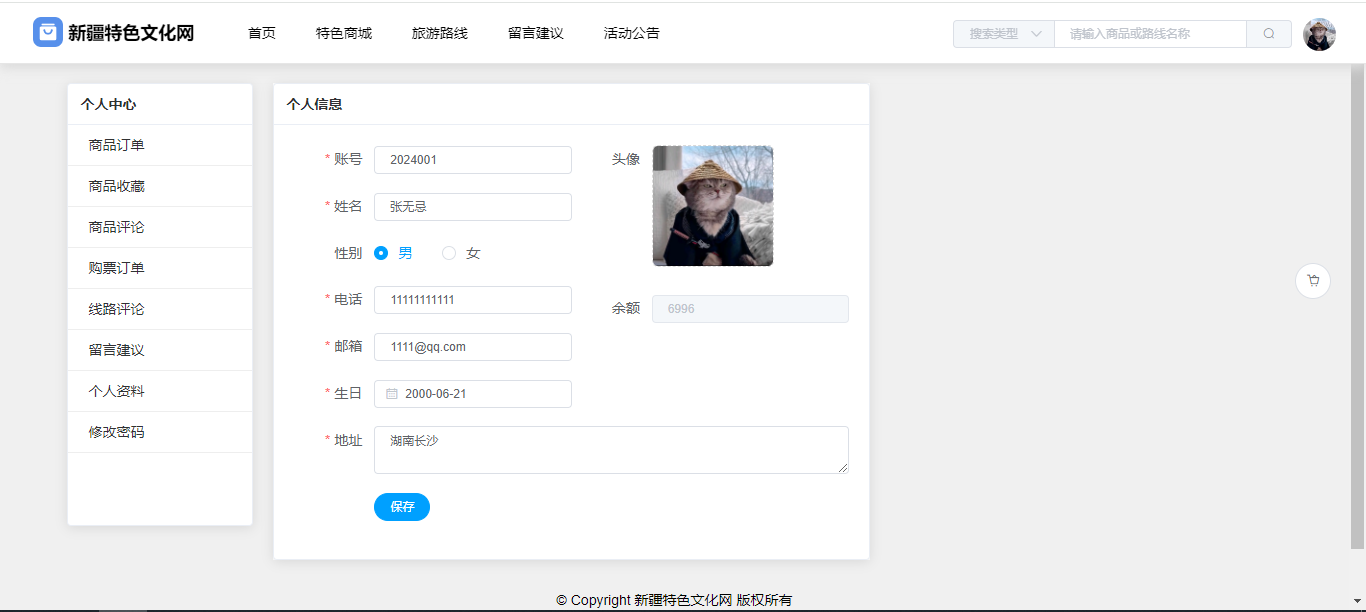 新疆特色文化网 首页 特色商城 旅游路线 留言建议 活动公告 搜索类型 请输入商品或路线名称
个人中心
商品订单
商品收藏
商品评论
购票订单
线路评论
留言建议
个人资料
修改密码
个人信息
* 账号 2024001
头像
* 姓名 张无忌
性别 男 女
* 电话 11111111111
余额 6996
* 邮箱 1111@qq.com
* 生日 2000-06-21
* 地址 湖南长沙
保存
© Copyright 新疆特色文化网 版权所有